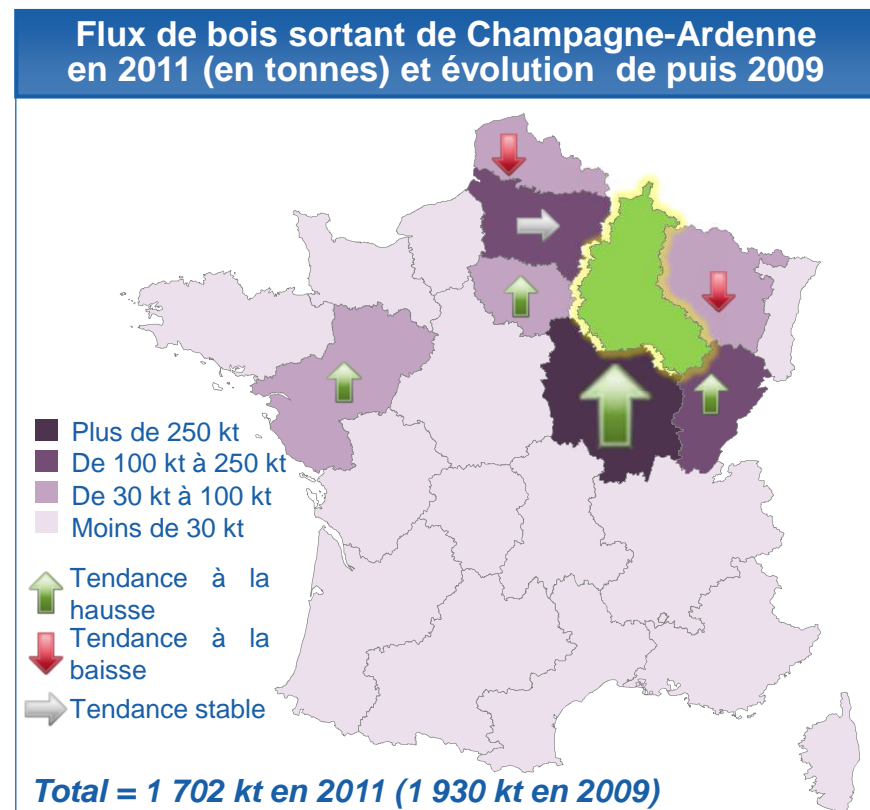 Flux de bois sortant de Champagne-Ardenne
en 2011 (en tonnes) et évolution de puis 2009
Plus de 250 kt
De 100 kt à 250 kt
De 30 kt à 100 kt
Moins de 30 kt
Tendance à la
hausse
Tendance à la
baisse
Tendance stable
Total = 1 702 kt en 2011 (1 930 kt en 2009)